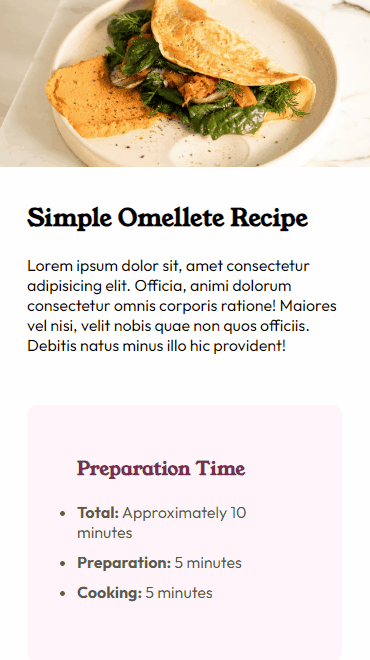 Simple Omellete Recipe
Lorem ipsum dolor sit, amet consectetur
adipisicing elit. Officia, animi dolorum
consectetur omnis corporis ratione! Maiores
vel nisi, velit nobis quae non quos officiis.
Debitis natus minus illo hic provident!
Preparation Time
• Total: Approximately 10
minutes
• Preparation: 5 minutes
• Cooking: 5 minutes